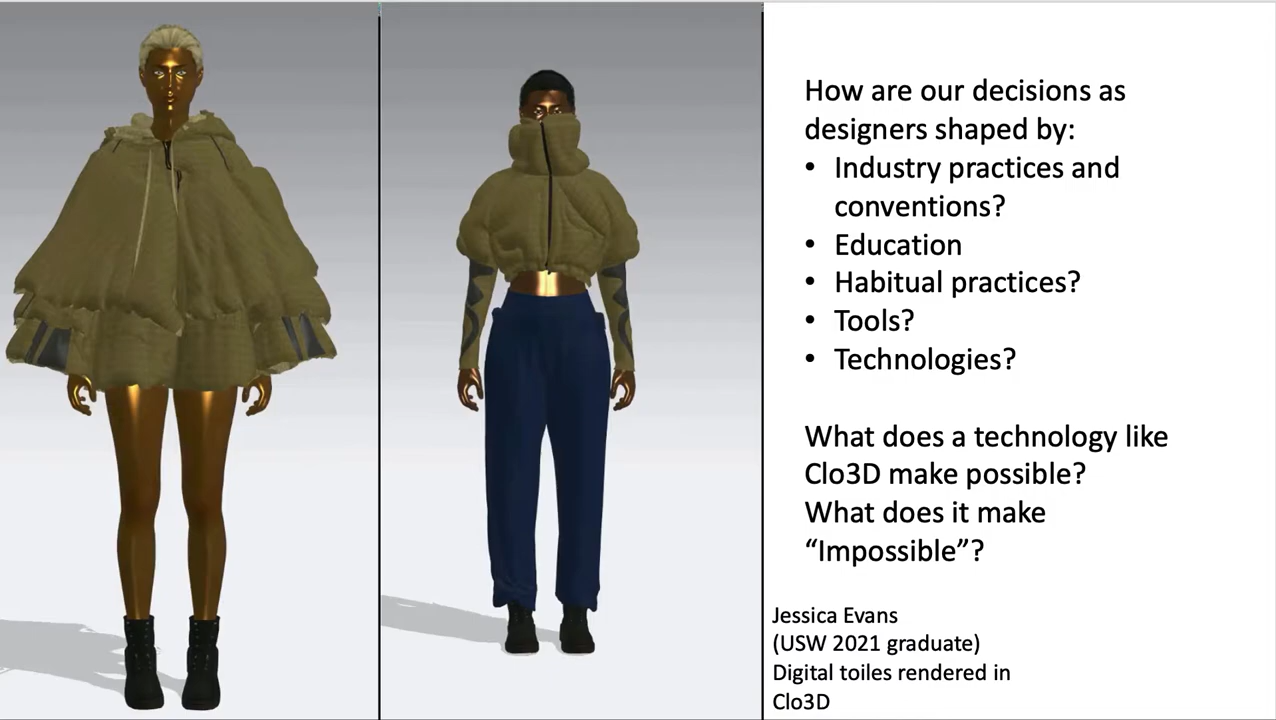 How are our decisions as
designers shaped by:
• Industry practices and
conventions?
• Education
• Habitual practices?
• Tools?
• Technologies?
What does a technology like
Clo3D make possible?
What does it make
“Impossible”?
Jessica Evans
(USW 2021 graduate)
Digital toiles rendered in
Clo3D